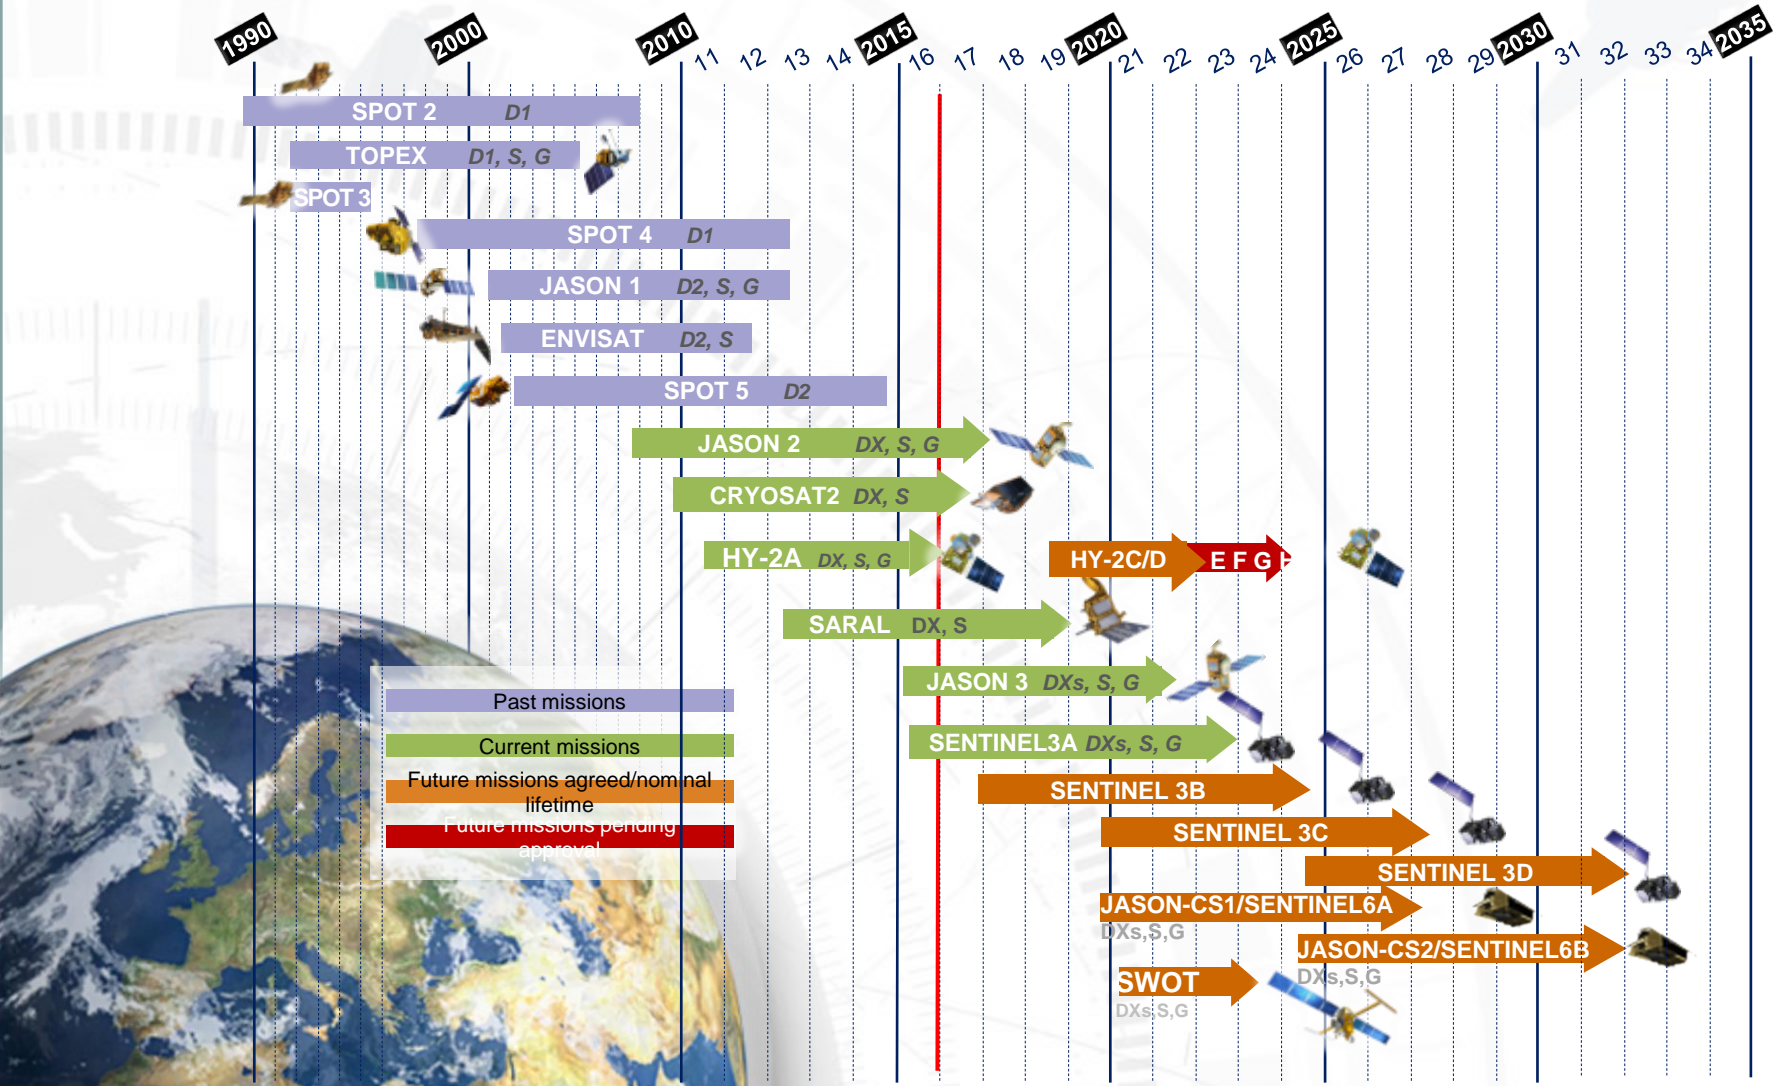 1990
2000
2010
11
12
13
14
2015
16
17
18
19
2020
21
22
23
24
2025
26
27
28
29
2030
31
32
33
34
2035
SPOT 2 D1
TOPEX D1, S, G
SPOT 3
SPOT 4 D1
JASON 1 D2, S, G
ENVISAT D2, S
SPOT 5 D2
JASON 2 DX, S, G
CRYOSAT2 DX, S
HY-2A DX, S, G
HY-2C/D
E F G H
SARAL DX, S
JASON 3 DXs, S, G
SENTINEL3A DXs, S, G
SENTINEL 3B
SENTINEL 3C
SENTINEL 3D
JASON-CS1/SENTINEL6A
DXs,S,G
JASON-CS2/SENTINEL6B
DXs,S,G
SWOT
DXs,S,G
Past missions
Current missions
Future missions agreed/nominal
lifetime
Future missions pending
approval